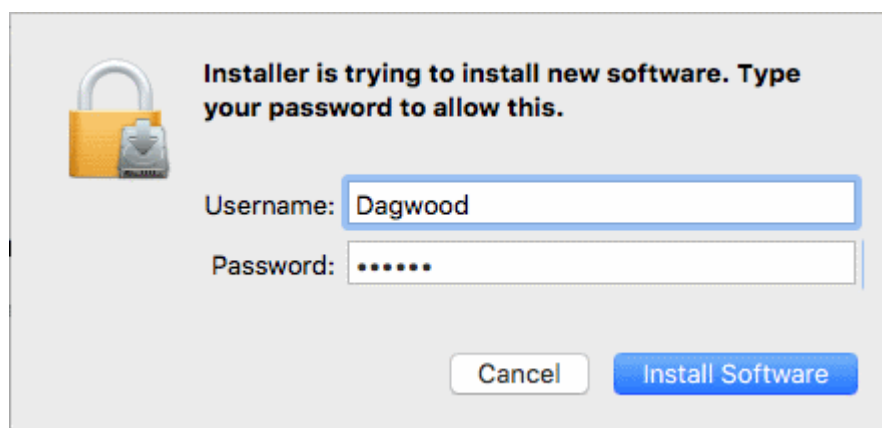 Installer is trying to install new software. Type
your password to allow this.
Username: Dagwood
Password: ••••••
Cancel Install Software